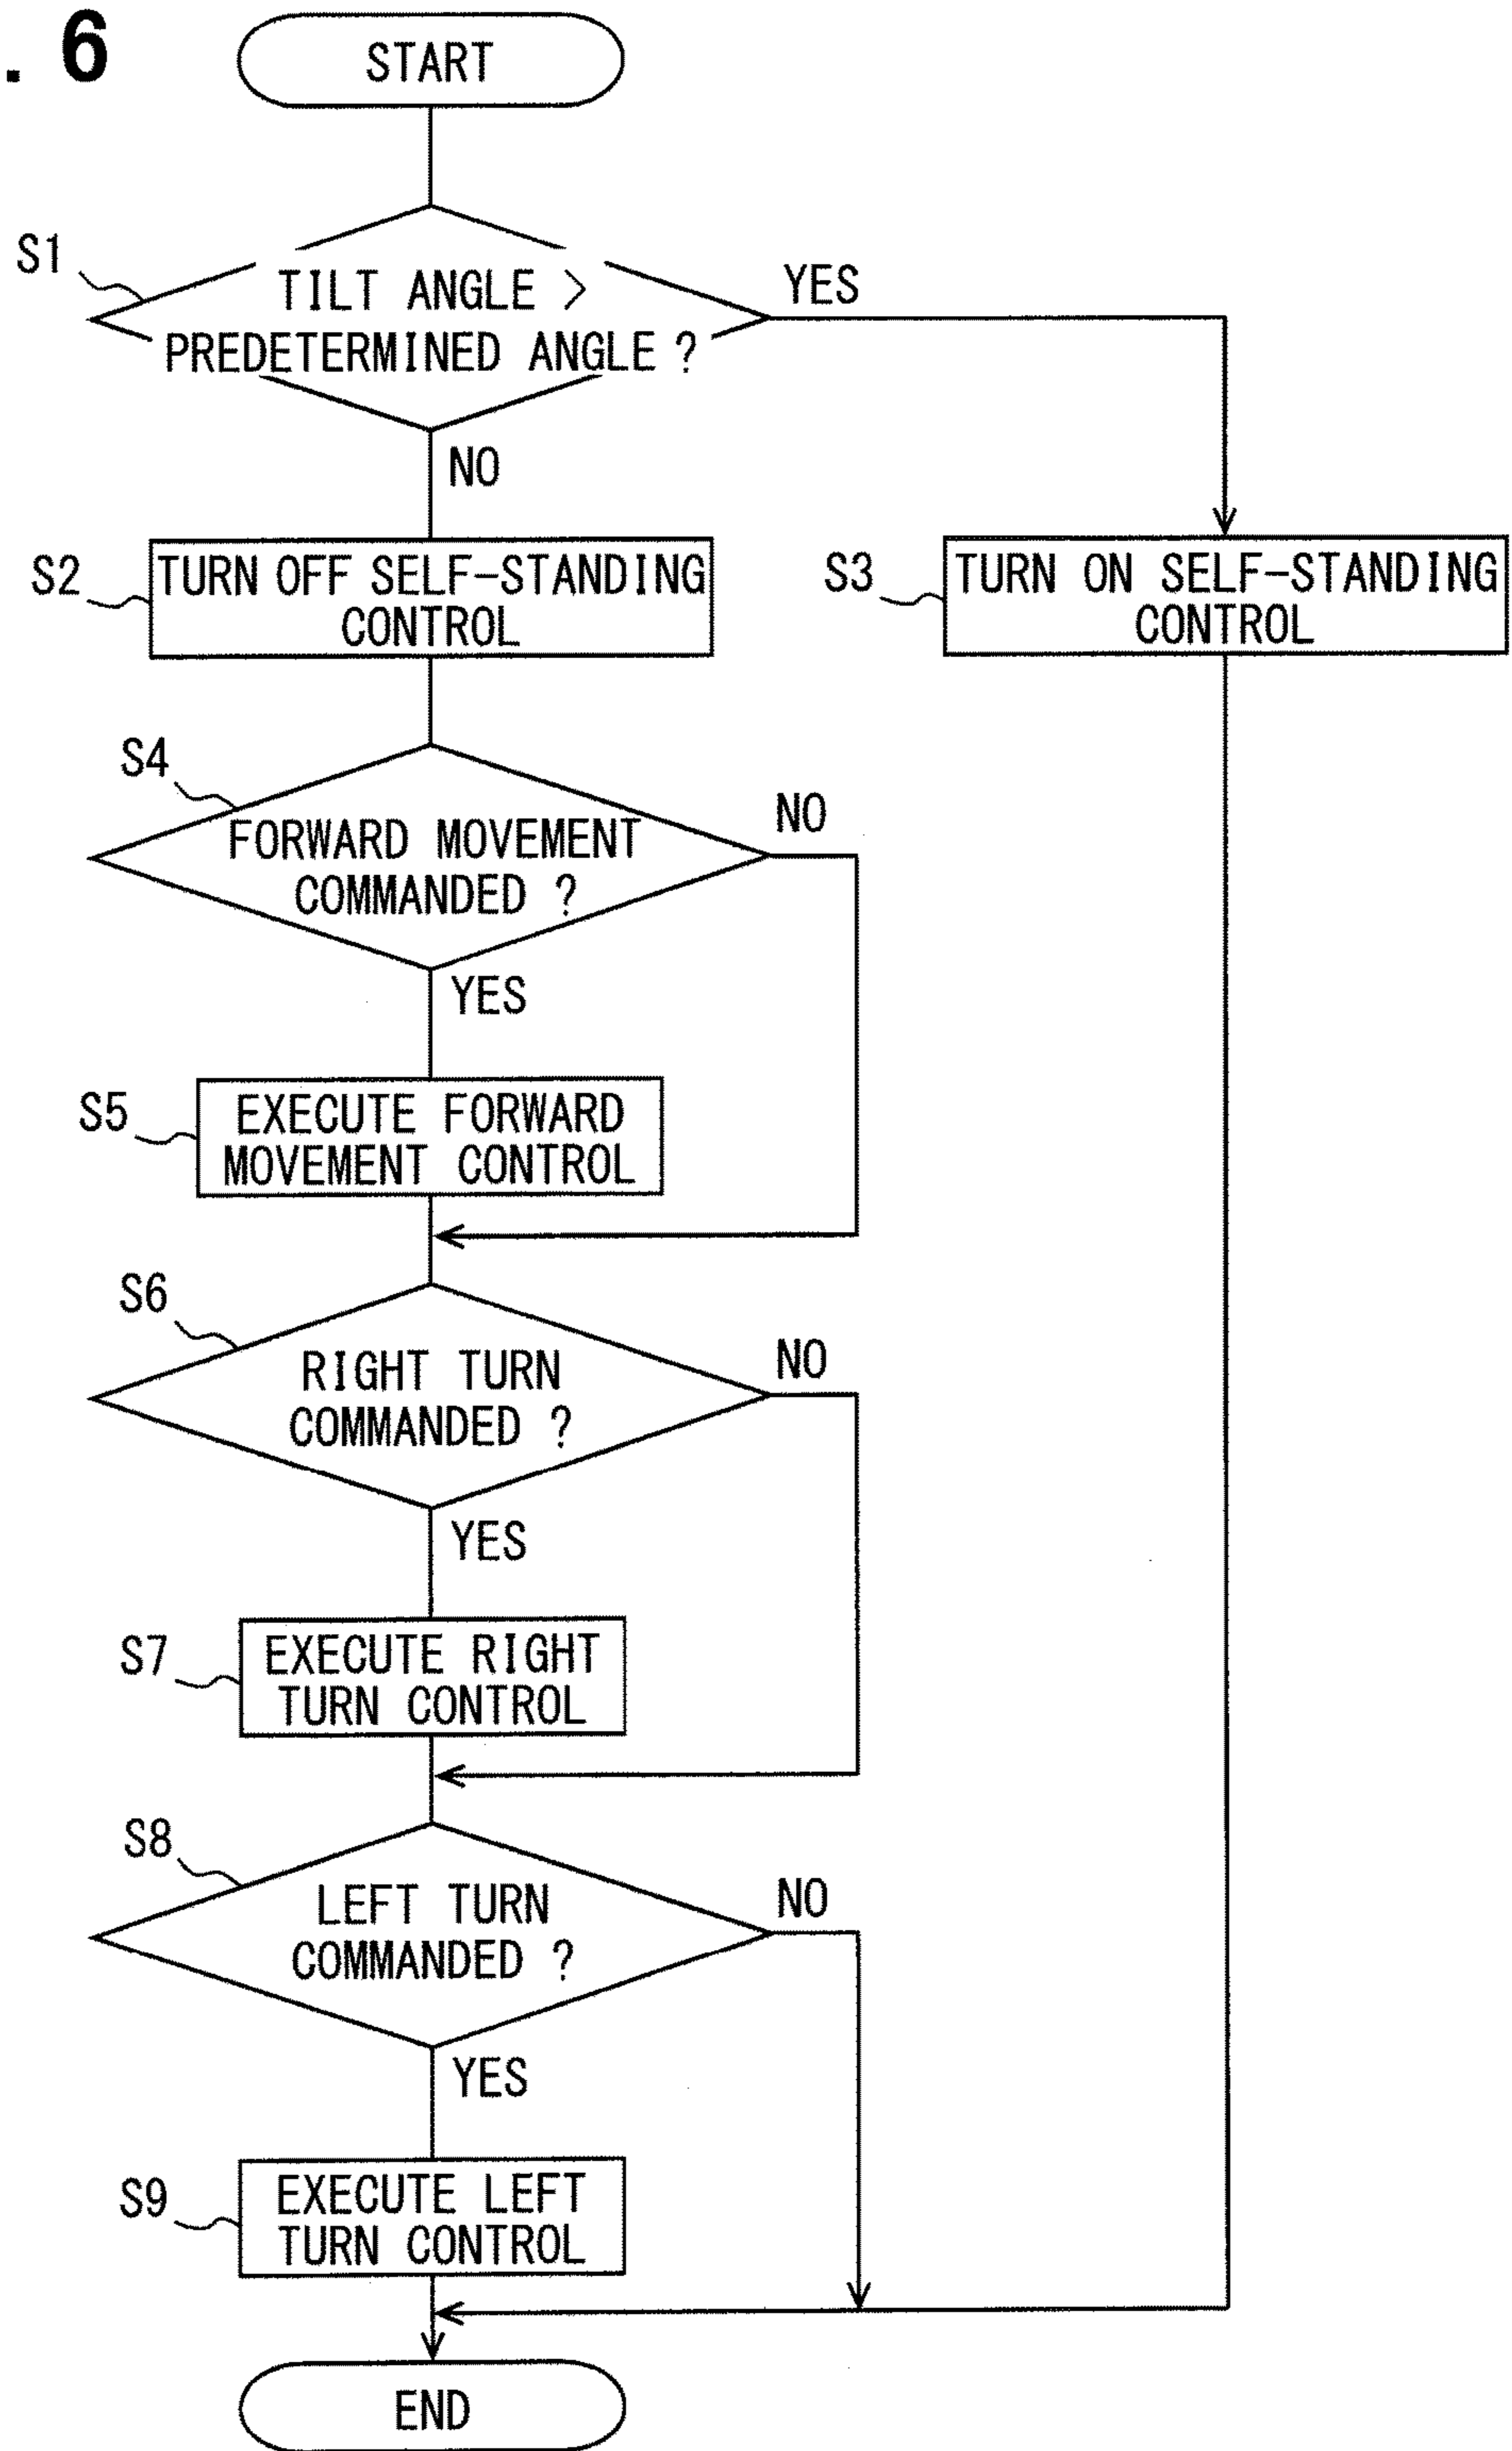 . 6
START
S1
TILT ANGLE >
PREDETERMINED ANGLE ?
YES
NO
S2
TURN OFF SELF-STANDING
CONTROL
S3
TURN ON SELF-STANDING
CONTROL
S4
FORWARD MOVEMENT
COMMANDED ?
NO
YES
S5
EXECUTE FORWARD
MOVEMENT CONTROL
S6
RIGHT TURN
COMMANDED ?
NO
YES
S7
EXECUTE RIGHT
TURN CONTROL
S8
LEFT TURN
COMMANDED ?
NO
YES
S9
EXECUTE LEFT
TURN CONTROL
END